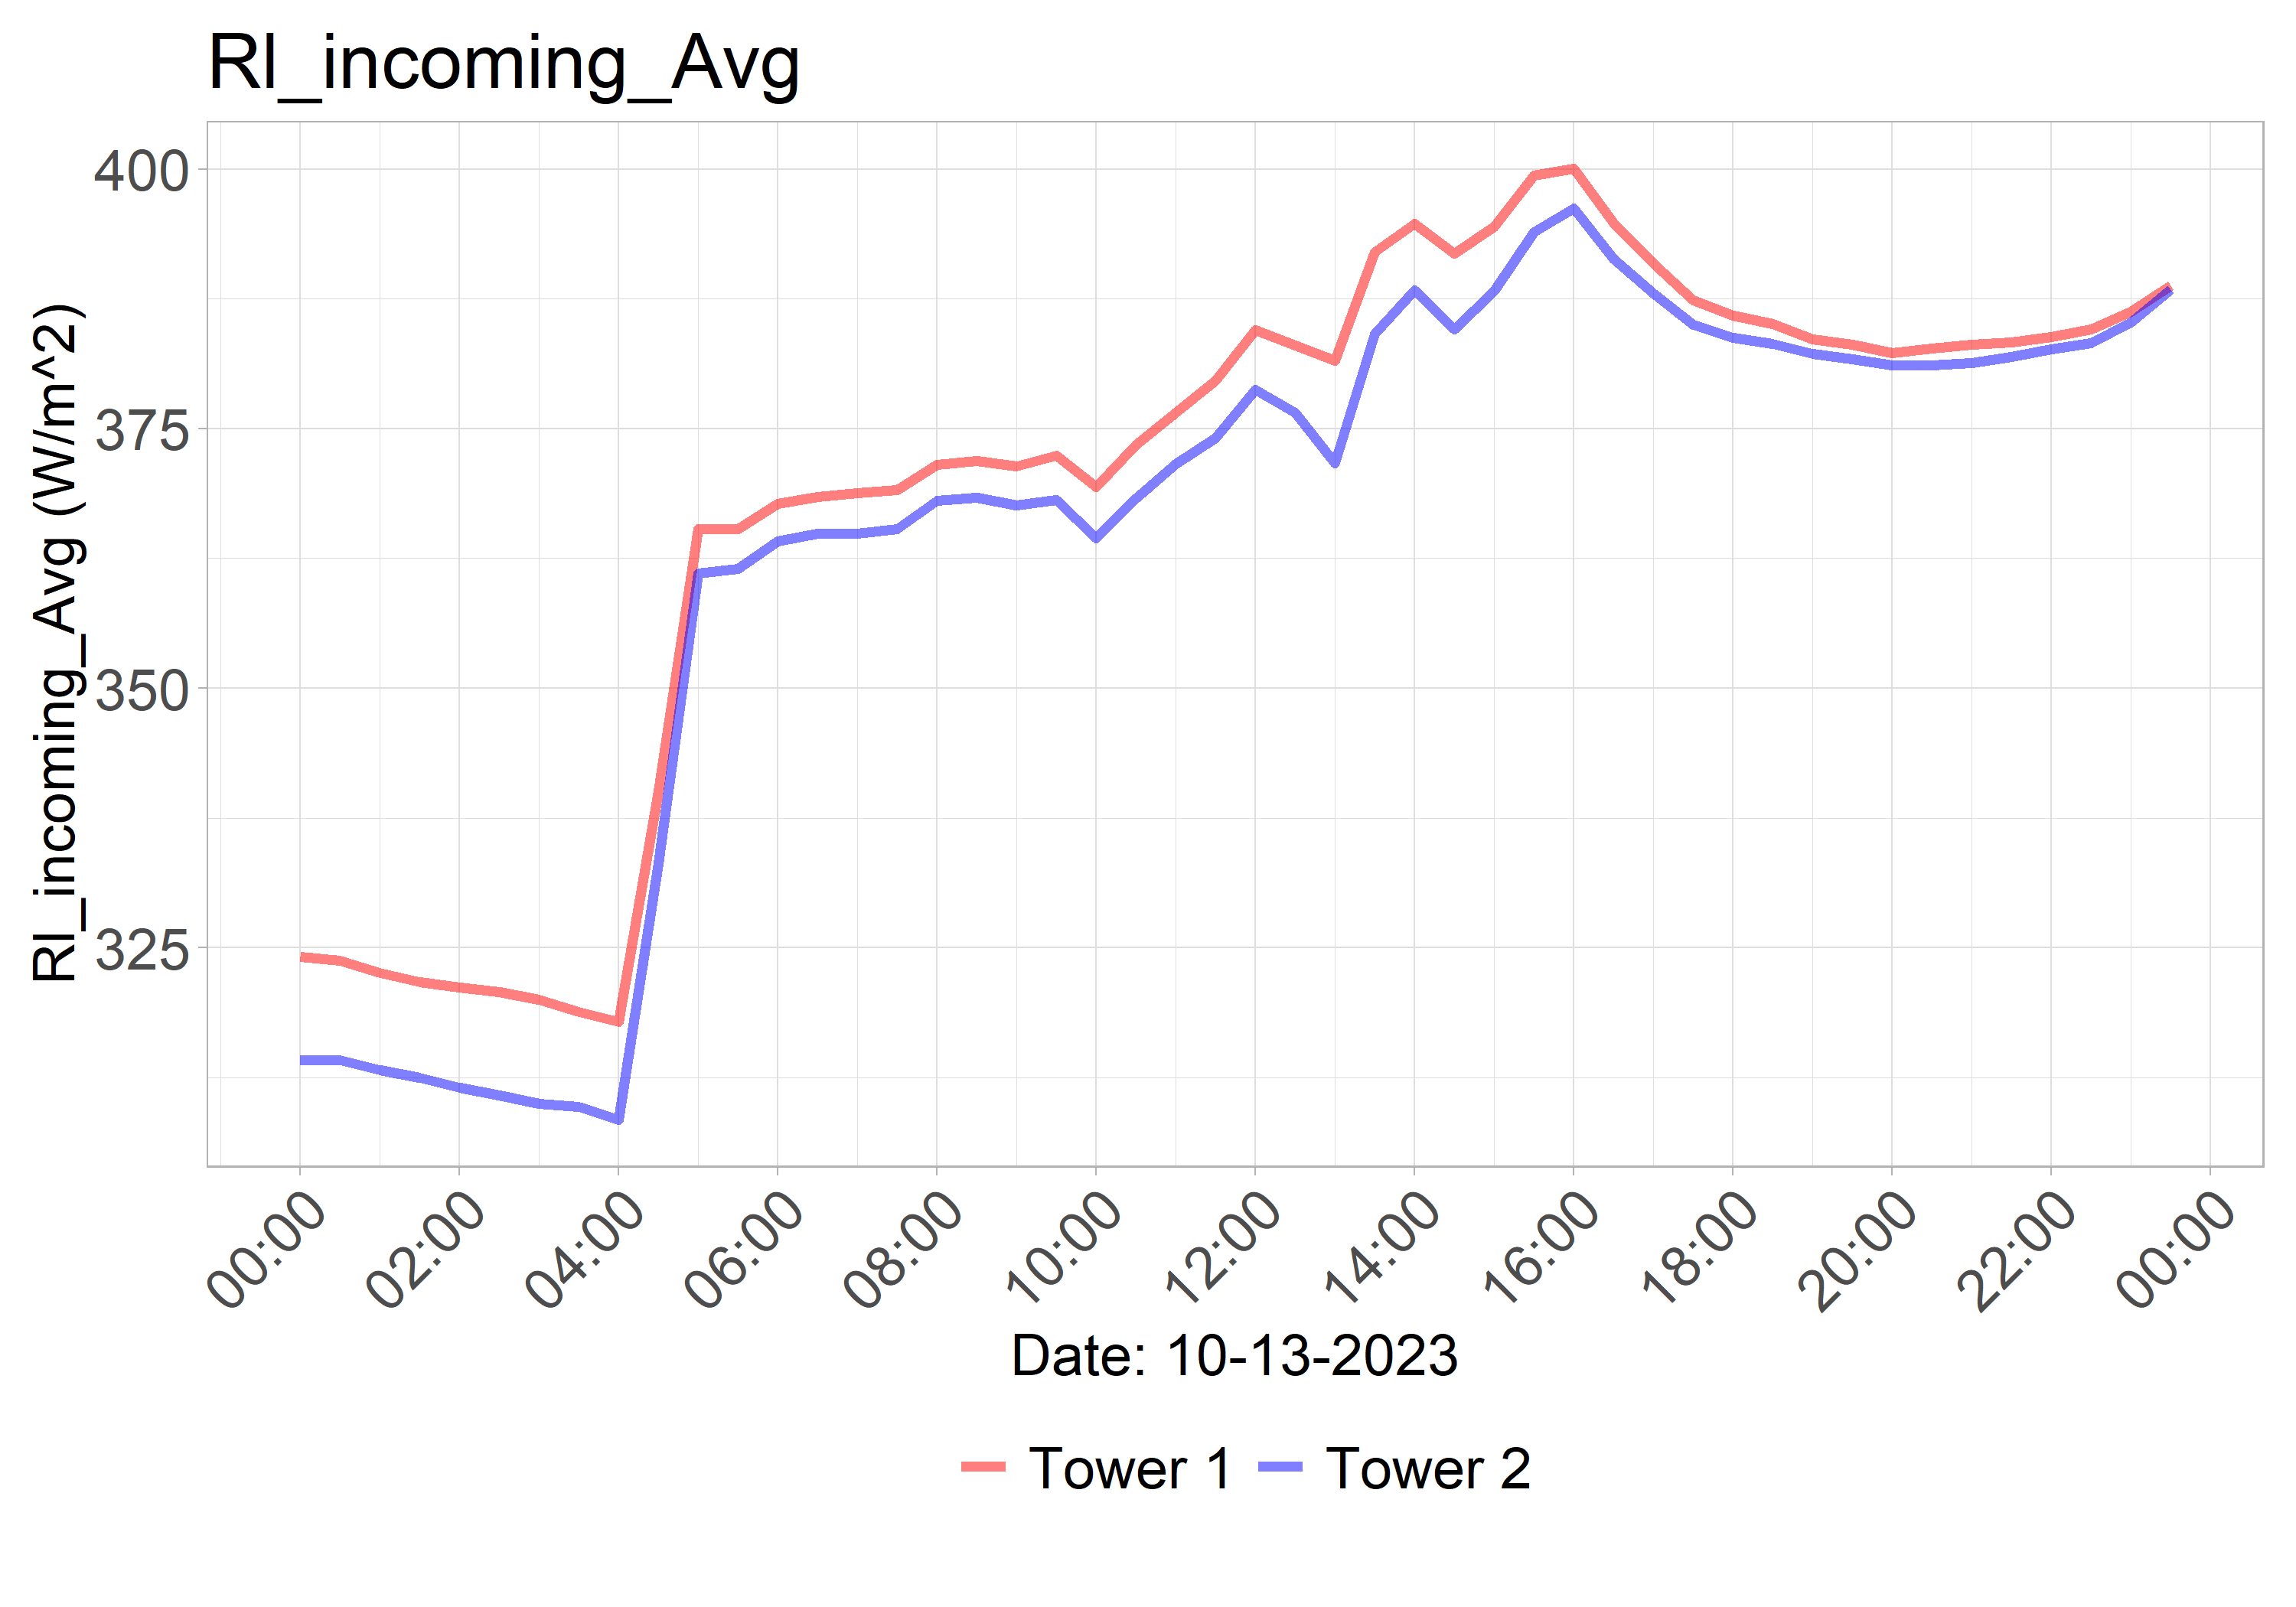 Rl_incoming_Avg
Rl_incoming_Avg (W/m^2)
400
375
350
325
00:00 02:00 04:00 06:00 08:00 10:00 12:00 14:00 16:00 18:00 20:00 22:00 00:00
Date: 10-13-2023
Tower 1 Tower 2